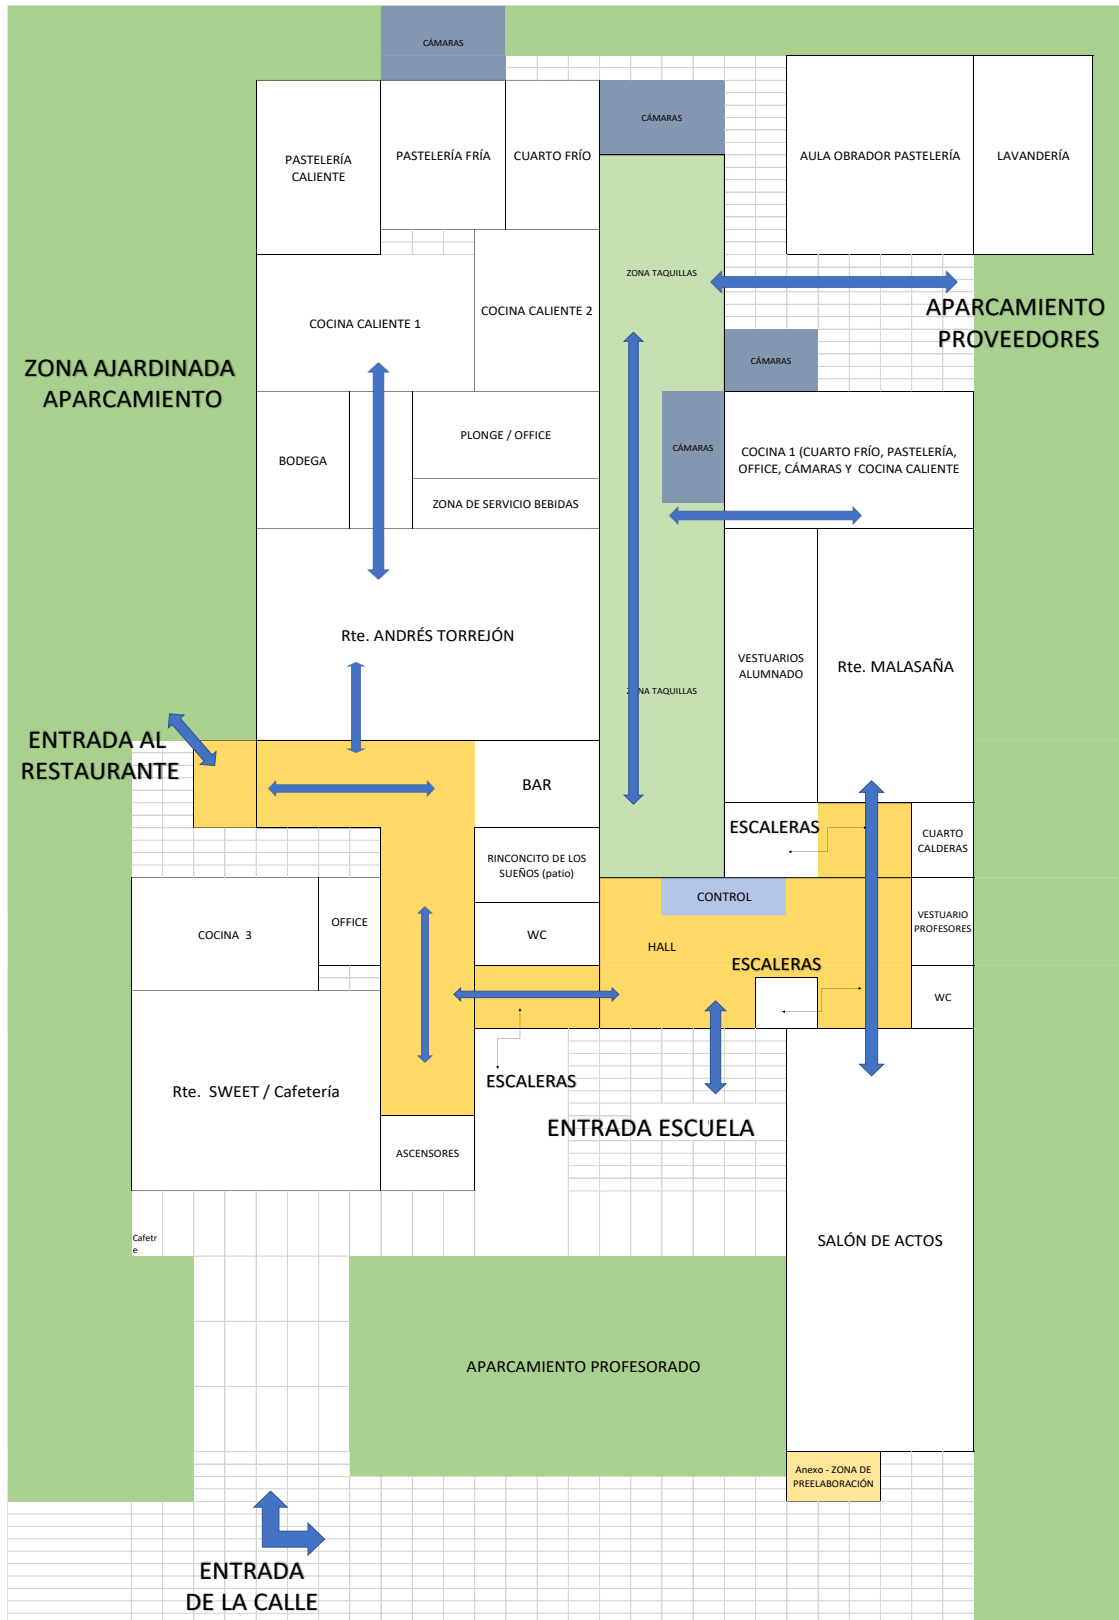 CÁMARAS
CÁMARAS
PASTELERÍA
CALIENTE
PASTELERÍA FRÍA
CUARTO FRÍO
AULA OBRADOR PASTELERÍA
LAVANDERÍA
ZONA TAQUILLAS
COCINA CALIENTE 1
COCINA CALIENTE 2
APARCAMIENTO
PROVEEDORES
ZONA AJARDINADA
APARCAMIENTO
CÁMARAS
BODEGA
PLONGE / OFFICE
ZONA DE SERVICIO BEBIDAS
CÁMARAS
COCINA 1 (CUARTO FRÍO, PASTELERÍA,
OFFICE, CÁMARAS Y COCINA CALIENTE
Rte. ANDRÉS TORREJÓN
VESTUARIOS
ALUMNADO
Rte. MALASAÑA
ZONA TAQUILLAS
ENTRADA AL
RESTAURANTE
BAR
ESCALERAS
CUARTO
CALDERAS
RINCONCITO DE LOS
SUEÑOS (patio)
CONTROL
COCINA 3
OFFICE
WC
HALL
VESTUARIO
PROFESORES
ESCALERAS
WC
Rte. SWEET / Cafetería
ESCALERAS
ENTRADA ESCUELA
ASCENSORES
Cafetr
e
SALÓN DE ACTOS
APARCAMIENTO PROFESORADO
Anexo - ZONA DE
PREELABORACIÓN
ENTRADA
DE LA CALLE